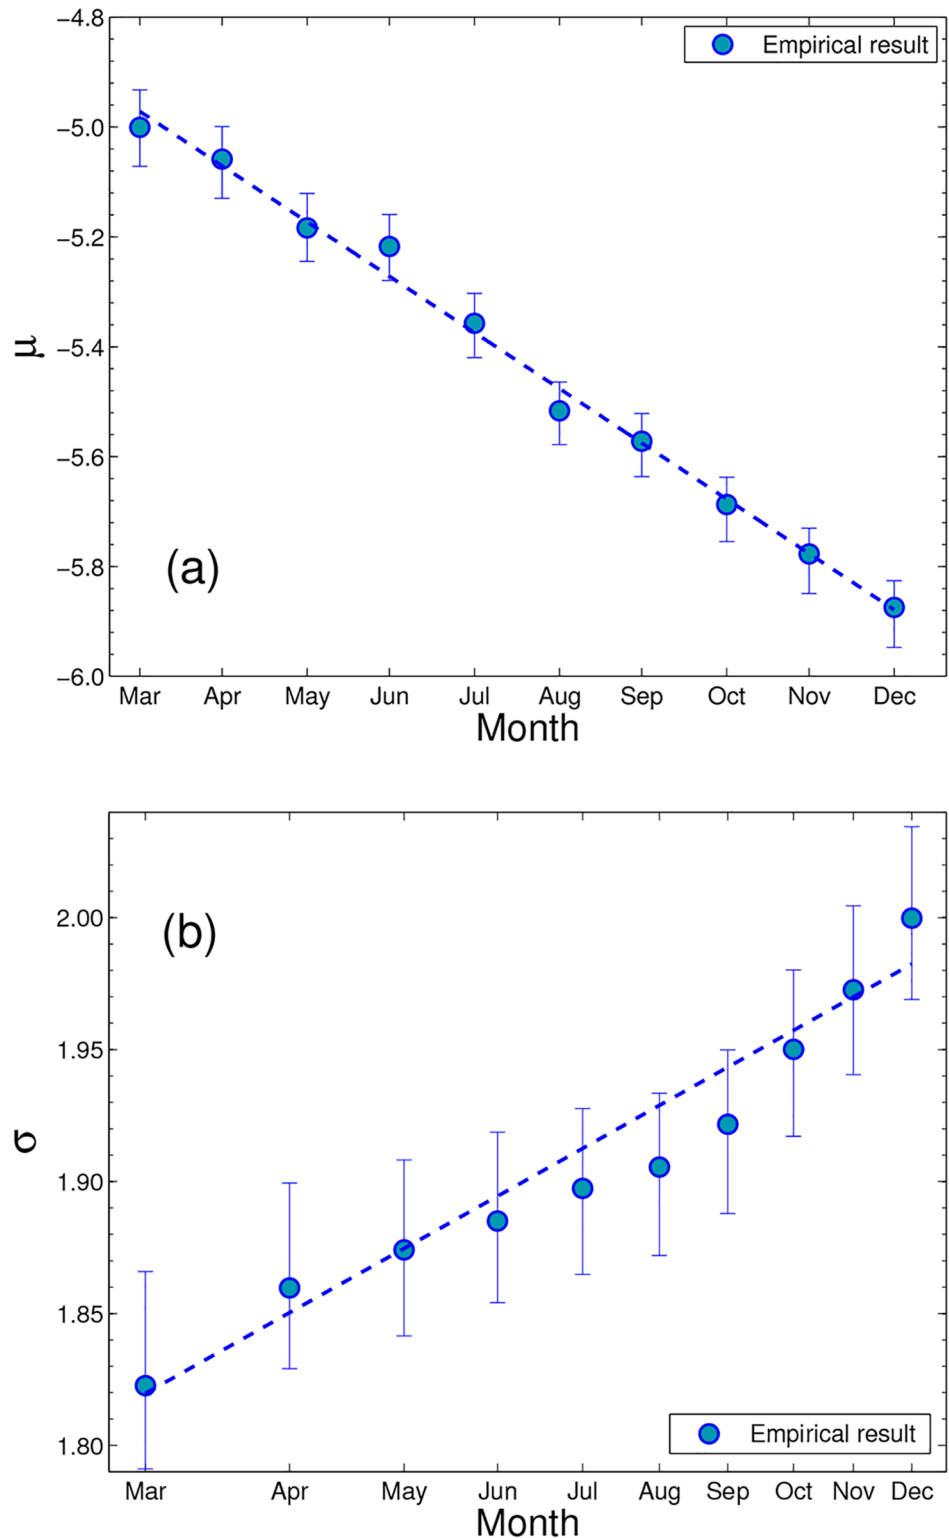 −4.8
Empirical result
−5.0
−5.2
μ
−5.4
−5.6
(a)
−5.8
−6.0
Mar Apr May Jun Jul Aug Sep Oct Nov Dec
Month
2.00
(b)
1.95
σ
1.90
1.85
Empirical result
1.80
Mar Apr May Jun Jul Aug Sep Oct Nov Dec
Month